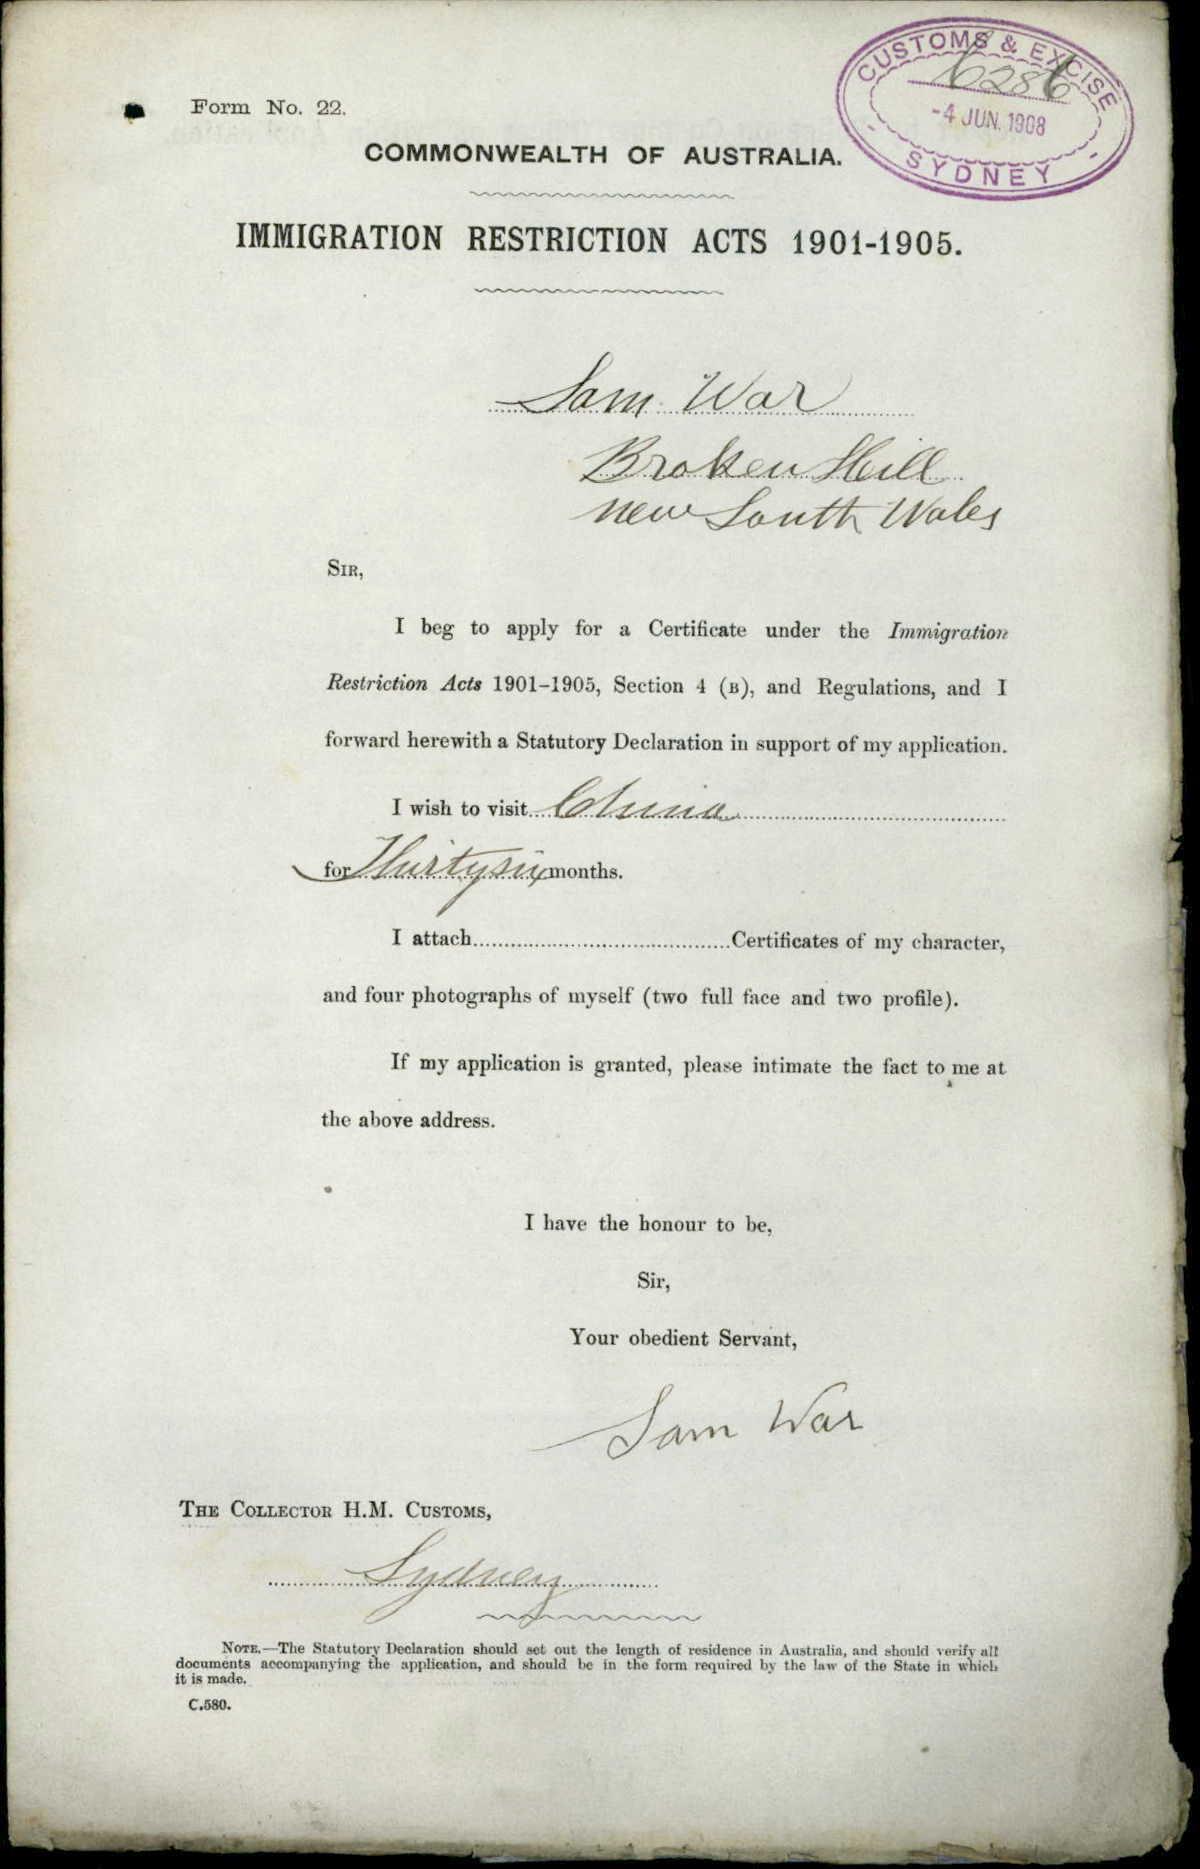 CUSTOMS & EXCISE
6286
-4 JUN. 1908
SYDNEY
Form No. 22.
COMMONWEALTH OF AUSTRALIA.
IMMIGRATION RESTRICTION ACTS 1901-1905.
Sam War
Broken Hill
New South Wales
SIR,
I beg to apply for a Certificate under the Immigration
Restriction Acts 1901–1905, Section 4 (B), and Regulations, and I
forward herewith a Statutory Declaration in support of my application.
I wish to visit China
for Thirtysix months.
I attach Certificates of my character,
and four photographs of myself (two full face and two profile).
If my application is granted, please intimate the fact to me at
the above address.
I have the honour to be,
Sir,
Your obedient Servant,
Sam War
THE COLLECTOR H.M. CUSTOMS,
Sydney
NOTE.—The Statutory Declaration should set out the length of residence in Australia, and should verify all
documents accompanying the application, and should be in the form required by the law of the State in which
it is made.
C.580.